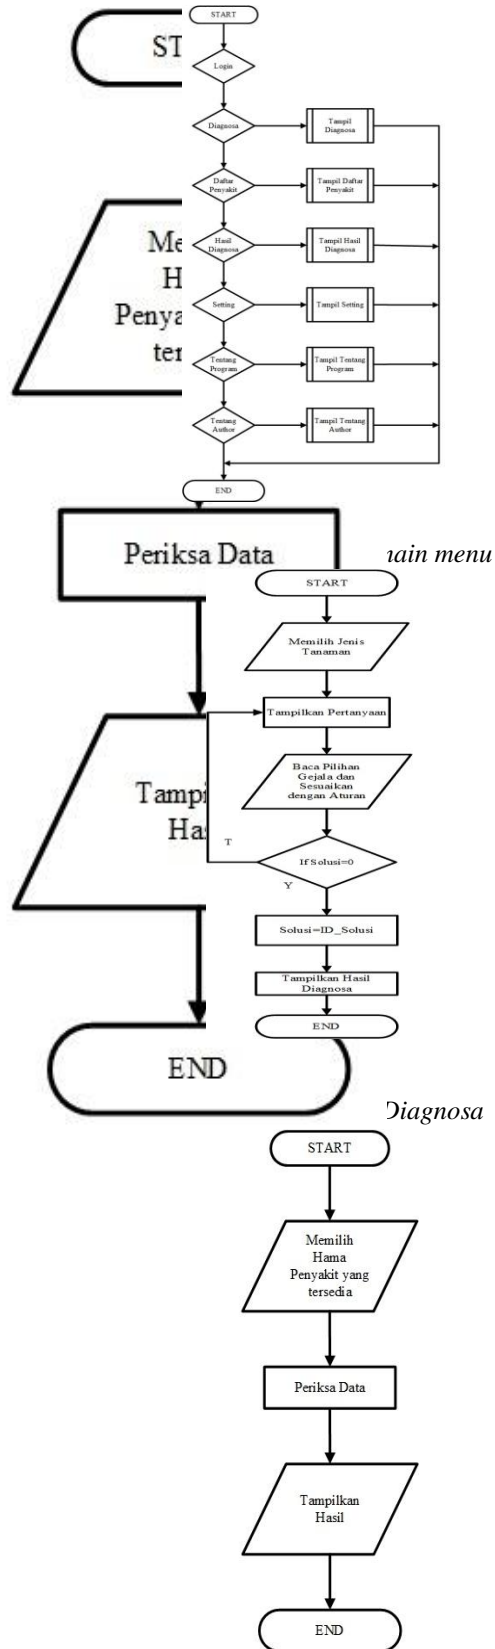 START
Login
Diagnosa
Tampil
Diagnosa
Daftar
Penyakit
Tampil Daftar
Penyakit
Hasil
Diagnosa
Tampil Hasil
Diagnosa
Setting
Tampil Setting
Tentang
Program
Tampil Tentang
Program
Tentang
Author
Tampil Tentang
Author
END
ST
Me
H
Penya
ter
Periksa Data
Tampi
Has
END
main menu
START
Memilih Jenis
Tanaman
Tampilkan Pertanyaan
Baca Pilihan
Gejala dan
Sesuaikan
dengan Aturan
T
If Solusi=0
Y
Solusi=ID_Solusi
Tampilkan Hasil
Diagnosa
END
Diagnosa
START
Memilih
Hama
Penyakit yang
tersedia
Periksa Data
Tampilkan
Hasil
END